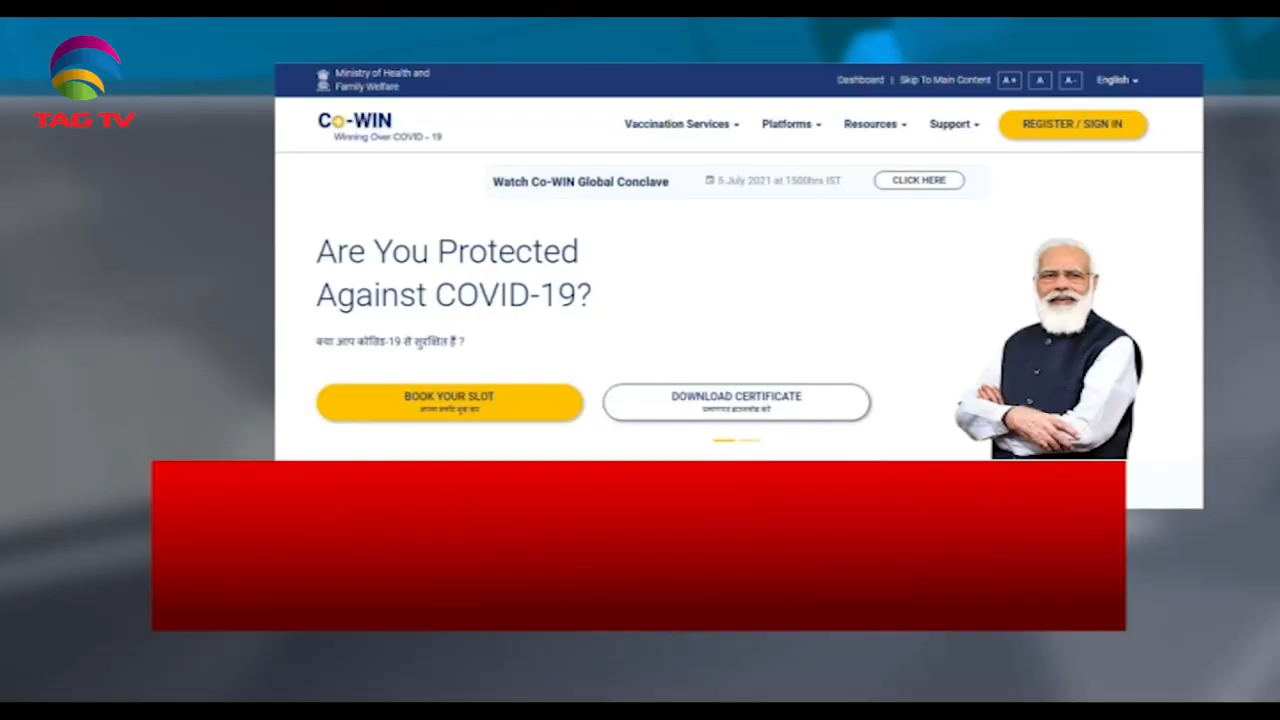 TAG TV
Ministry of Health and
Family Welfare
Dashboard | Skip To Main Content A+ A A- English
Co-WIN
Winning Over COVID – 19
Vaccination Services Platforms Resources Support REGISTER / SIGN IN
Watch Co-WIN Global Conclave 5 July 2021 at 1500hrs IST CLICK HERE
Are You Protected
Against COVID-19?
क्या आप कोविड-19 से सुरक्षित हैं ?
BOOK YOUR SLOT DOWNLOAD CERTIFICATE